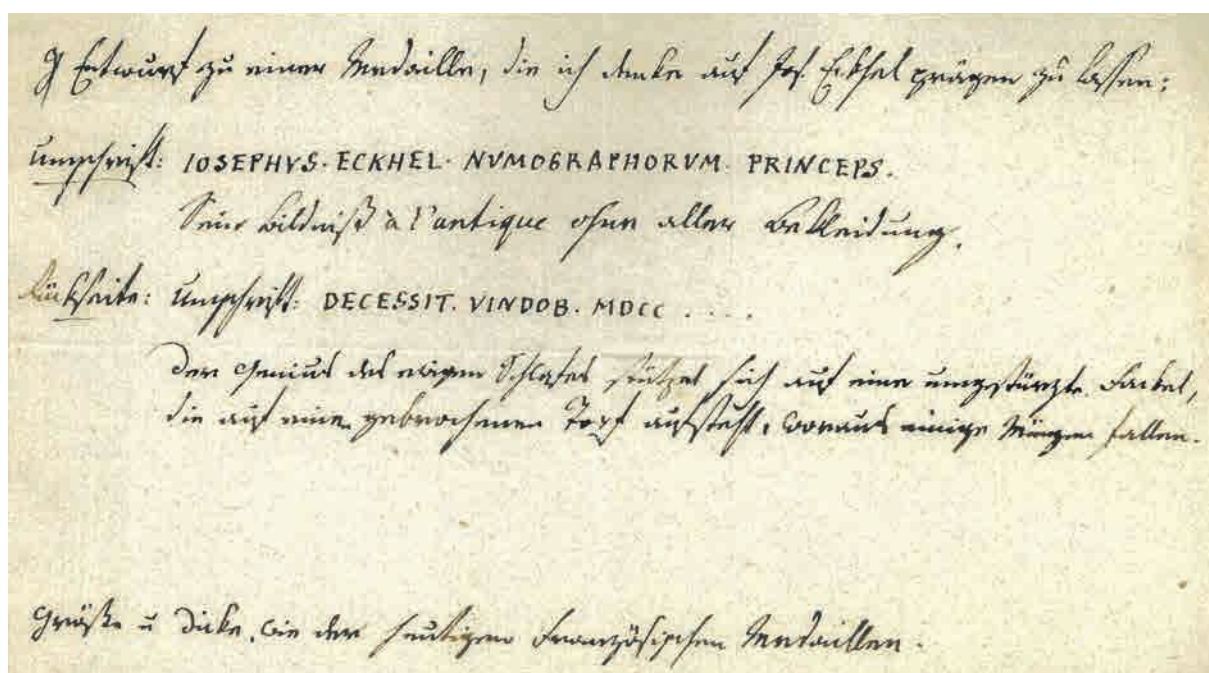 Entwurf zu einer Medaille, die ich denke auf Jos. Eckhel prägen zu lassen:
Umschrift: IOSEPHVS. ECKHEL. NVMOGRAPHORVM. PRINCEPS.
Sein Bildniß à l'antique ohne aller Bekleidung.
Rückseite: Umschrift: DECESSIT. VINDOB. MDCC . . . .
Der Genius des ewigen Schlafes stützet sich auf eine umgestürzte Fackel,
die auf einen gebrochenen Topf aufsteht, woraus einige Münzen fallen.
Größe u Dicke, wie der heutigen Französischen Medaillen.